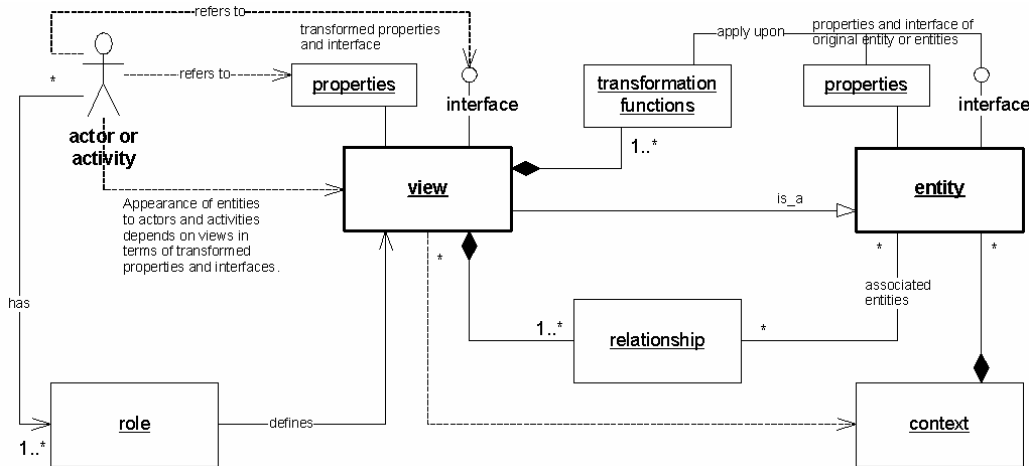 refers to
transformed properties
and interface
properties and interface of
original entity or entities
apply upon
*
refers to
properties
interface
transformation
functions
properties
interface
actor or
activity
1..*
view
entity
is_a
Appearance of entities
to actors and activities
depends on views in
terms of transformed
properties and interfaces.
*
*
*
associated
entities
has
1..*
relationship
*
role
defines
context
1..*